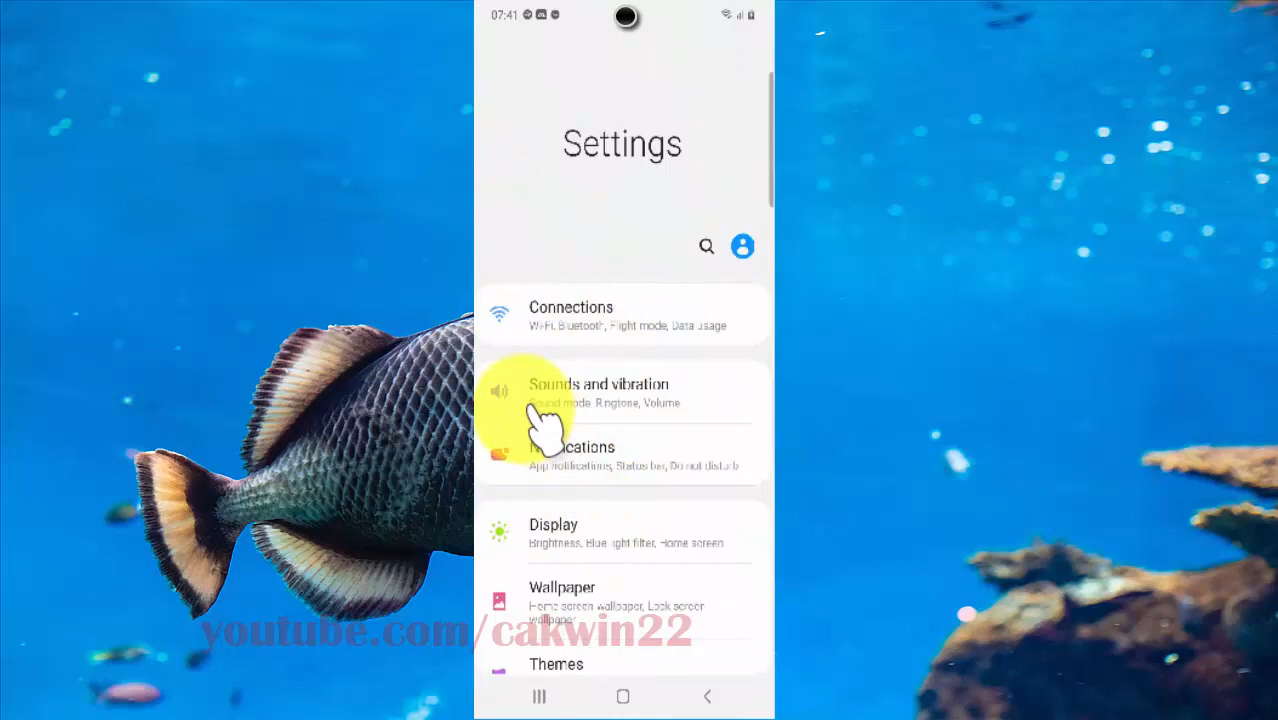 07:41
Settings
Connections
Wi-Fi, Bluetooth, Flight mode, Data usage
Sounds and vibration
Sound mode, Ringtone, Volume
Notifications
App notifications, Status bar, Do not disturb
Display
Brightness, Blue light filter, Home screen
Wallpaper
Home screen wallpaper, Lock screen
wallpaper
youtube.com/cakwin22
Themes